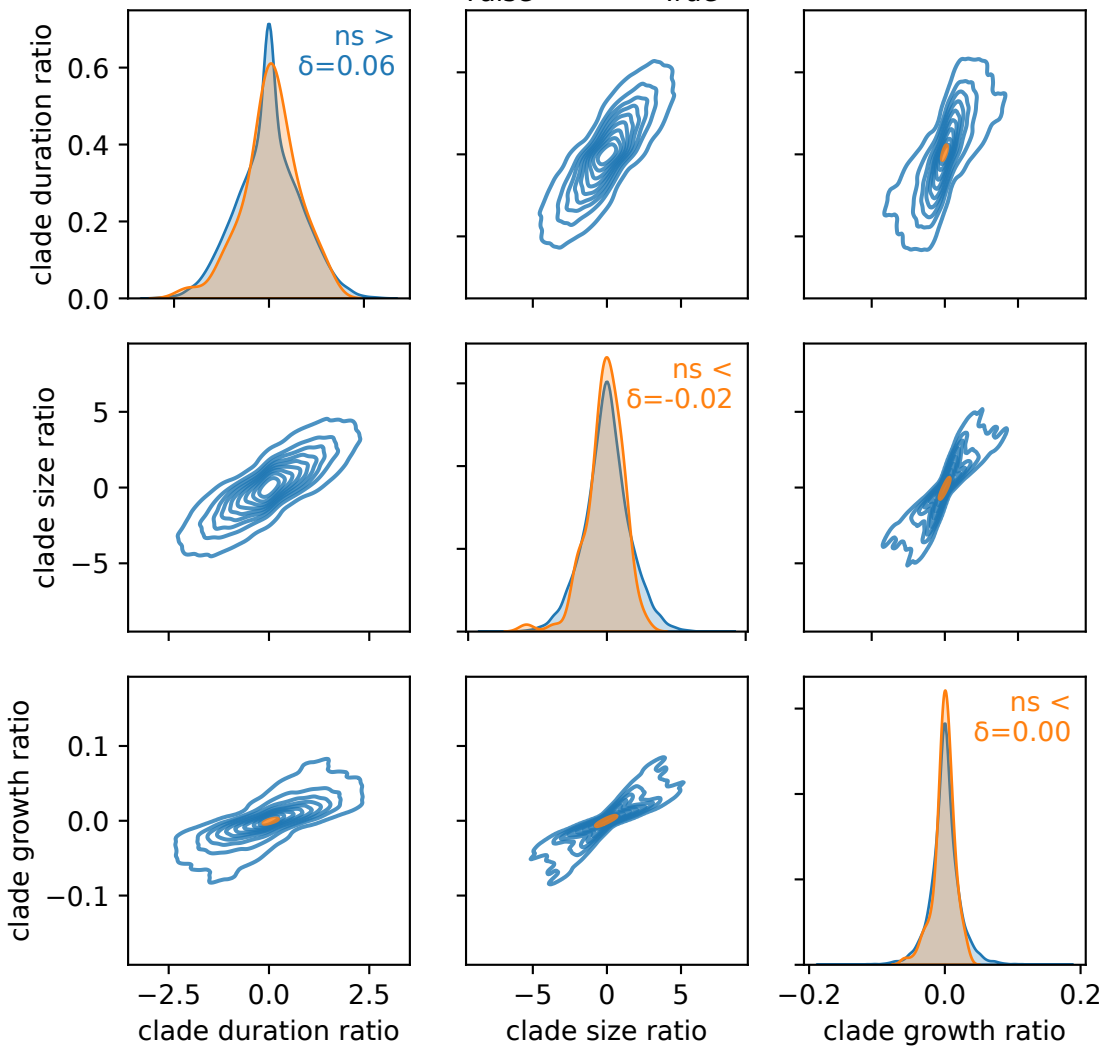 ns >
δ=0.06
clade duration ratio
0.6
0.4
0.2
0.0
ns <
δ=-0.02
clade size ratio
5
0
−5
ns <
δ=0.00
clade growth ratio
0.1
0.0
−0.1
−2.5 0.0 2.5
−5 0 5
−0.2 0.0 0.2
clade duration ratio
clade size ratio
clade growth ratio